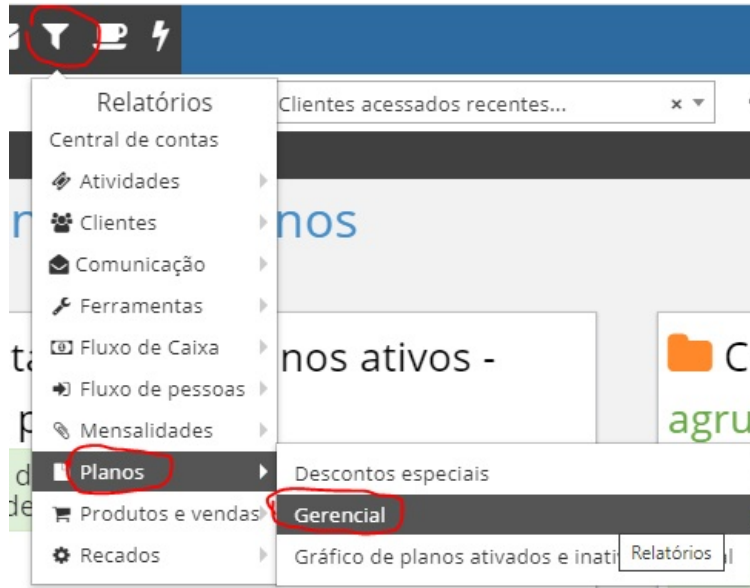 Relatórios
Clientes acessados recentes...
Central de contas
Atividades
Clientes
nos
Comunicação
Ferramentas
Fluxo de Caixa
nos ativos -
C
Fluxo de pessoas
agru
Mensalidades
p
Planos
Descontos especiais
d
de
Produtos e vendas
Gerencial
Recados
Gráfico de planos ativados e inati
Relatórios
l